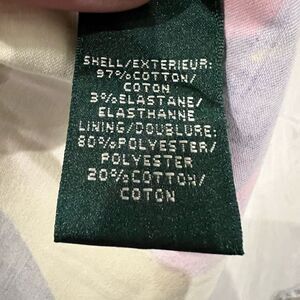 SHELL/EXTERIEUR:
97%COTTON/
COTON
3%ELASTANE/
ELASTHANNE
LINING/DOUBLURE:
80%POLYESTER/
POLYESTER
20%COTTON/
COTON